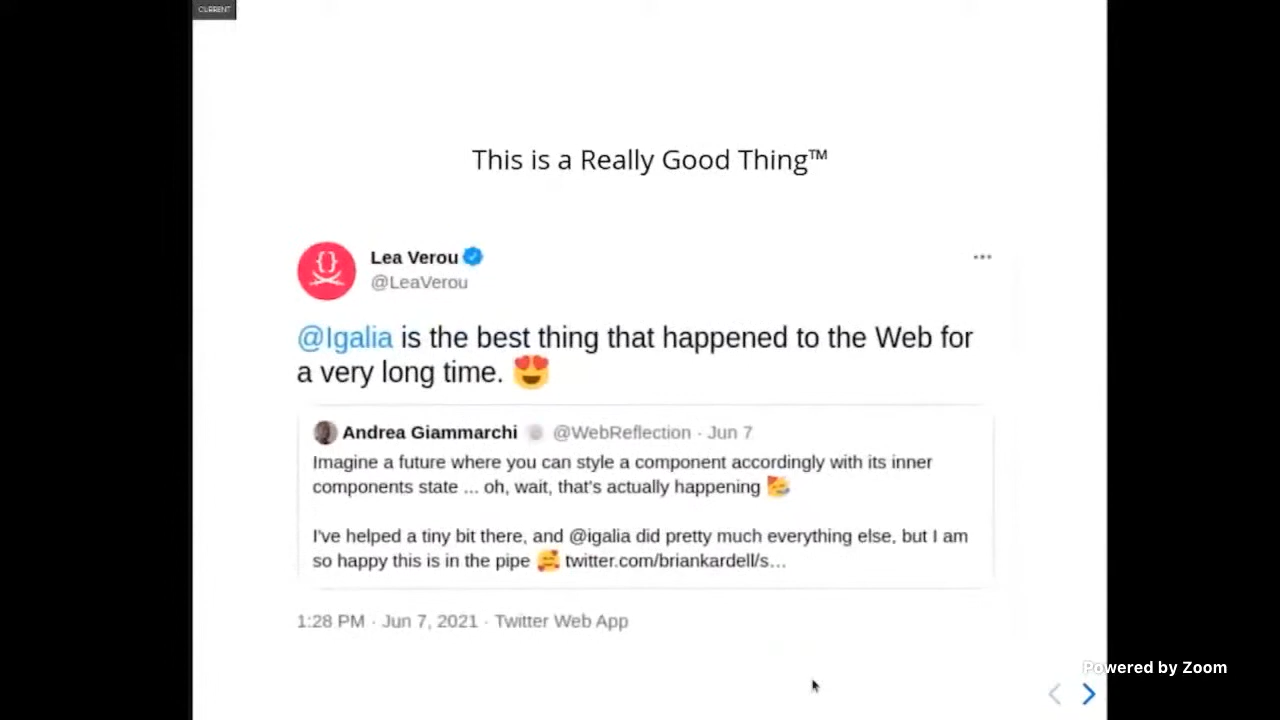 CURRENT
This is a Really Good Thing™
Lea Verou
@LeaVerou
@Igalia is the best thing that happened to the Web for
a very long time. 😍
Andrea Giammarchi @WebReflection · Jun 7
Imagine a future where you can style a component accordingly with its inner
components state ... oh, wait, that's actually happening 🥳
I've helped a tiny bit there, and @igalia did pretty much everything else, but I am
so happy this is in the pipe 🥰 twitter.com/briankardell/s...
1:28 PM · Jun 7, 2021 · Twitter Web App
Powered by Zoom